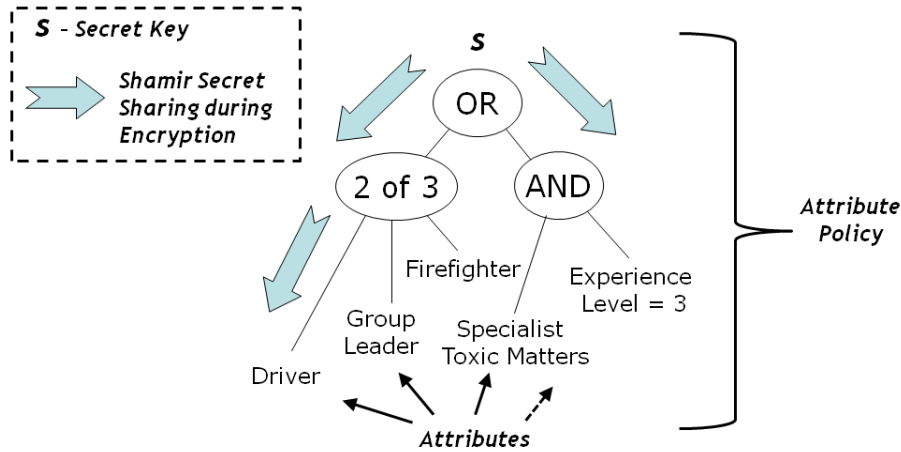 S - Secret Key
Shamir Secret
Sharing during
Encryption
S
OR
2 of 3
AND
Firefighter
Experience
Level = 3
Group
Leader
Specialist
Toxic Matters
Driver
Attributes
Attribute
Policy